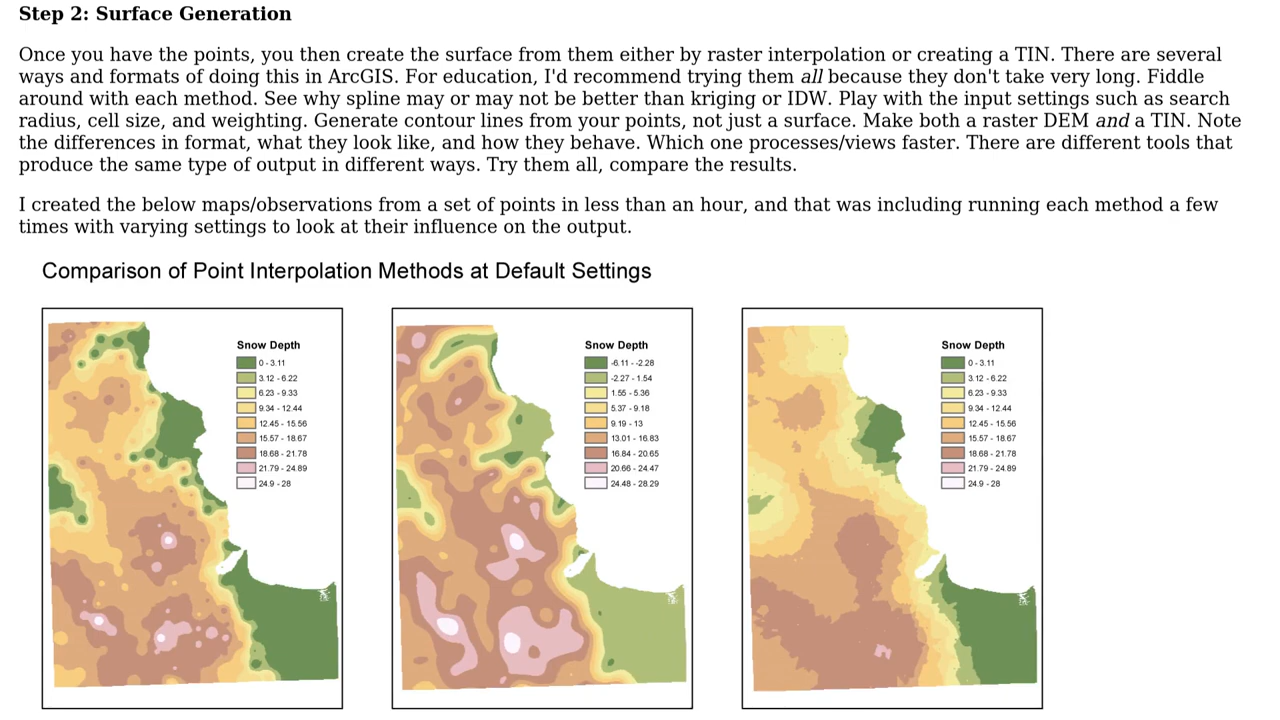 Step 2: Surface Generation
Once you have the points, you then create the surface from them either by raster interpolation or creating a TIN. There are several
ways and formats of doing this in ArcGIS. For education, I'd recommend trying them all because they don't take very long. Fiddle
around with each method. See why spline may or may not be better than kriging or IDW. Play with the input settings such as search
radius, cell size, and weighting. Generate contour lines from your points, not just a surface. Make both a raster DEM and a TIN. Note
the differences in format, what they look like, and how they behave. Which one processes/views faster. There are different tools that
produce the same type of output in different ways. Try them all, compare the results.
I created the below maps/observations from a set of points in less than an hour, and that was including running each method a few
times with varying settings to look at their influence on the output.
Comparison of Point Interpolation Methods at Default Settings
Snow Depth
0 - 3.11
3.12 - 6.22
6.23 - 9.33
9.34 - 12.44
12.45 - 15.56
15.57 - 18.67
18.68 - 21.78
21.79 - 24.89
24.9 - 28
Snow Depth
-6.11 - -2.28
-2.27 - 1.54
1.55 - 5.36
5.37 - 9.18
9.19 - 13
13.01 - 16.83
16.84 - 20.65
20.66 - 24.47
24.48 - 28.29
Snow Depth
0 - 3.11
3.12 - 6.22
6.23 - 9.33
9.34 - 12.44
12.45 - 15.56
15.57 - 18.67
18.68 - 21.78
21.79 - 24.89
24.9 - 28